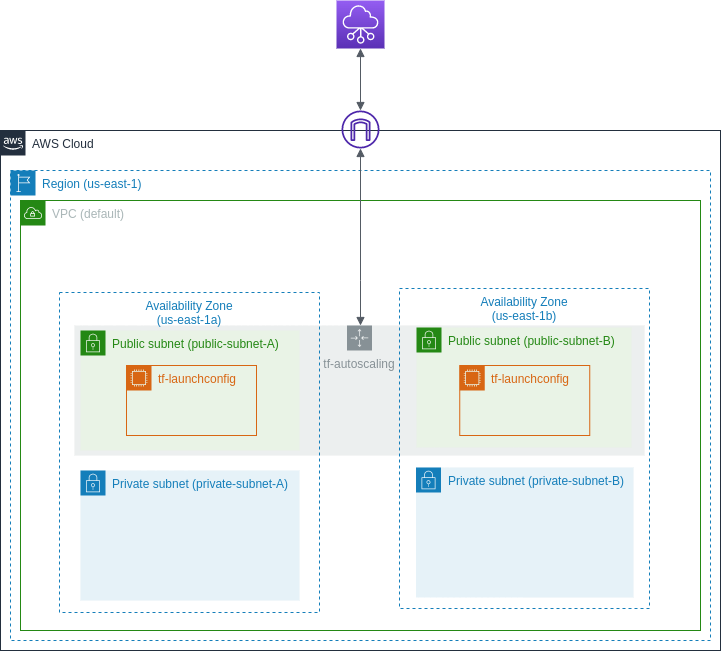 aws
AWS Cloud
Region (us-east-1)
VPC (default)
Availability Zone
(us-east-1a)
Availability Zone
(us-east-1b)
Public subnet (public-subnet-A)
Public subnet (public-subnet-B)
tf-autoscaling
tf-launchconfig
tf-launchconfig
Private subnet (private-subnet-A)
Private subnet (private-subnet-B)